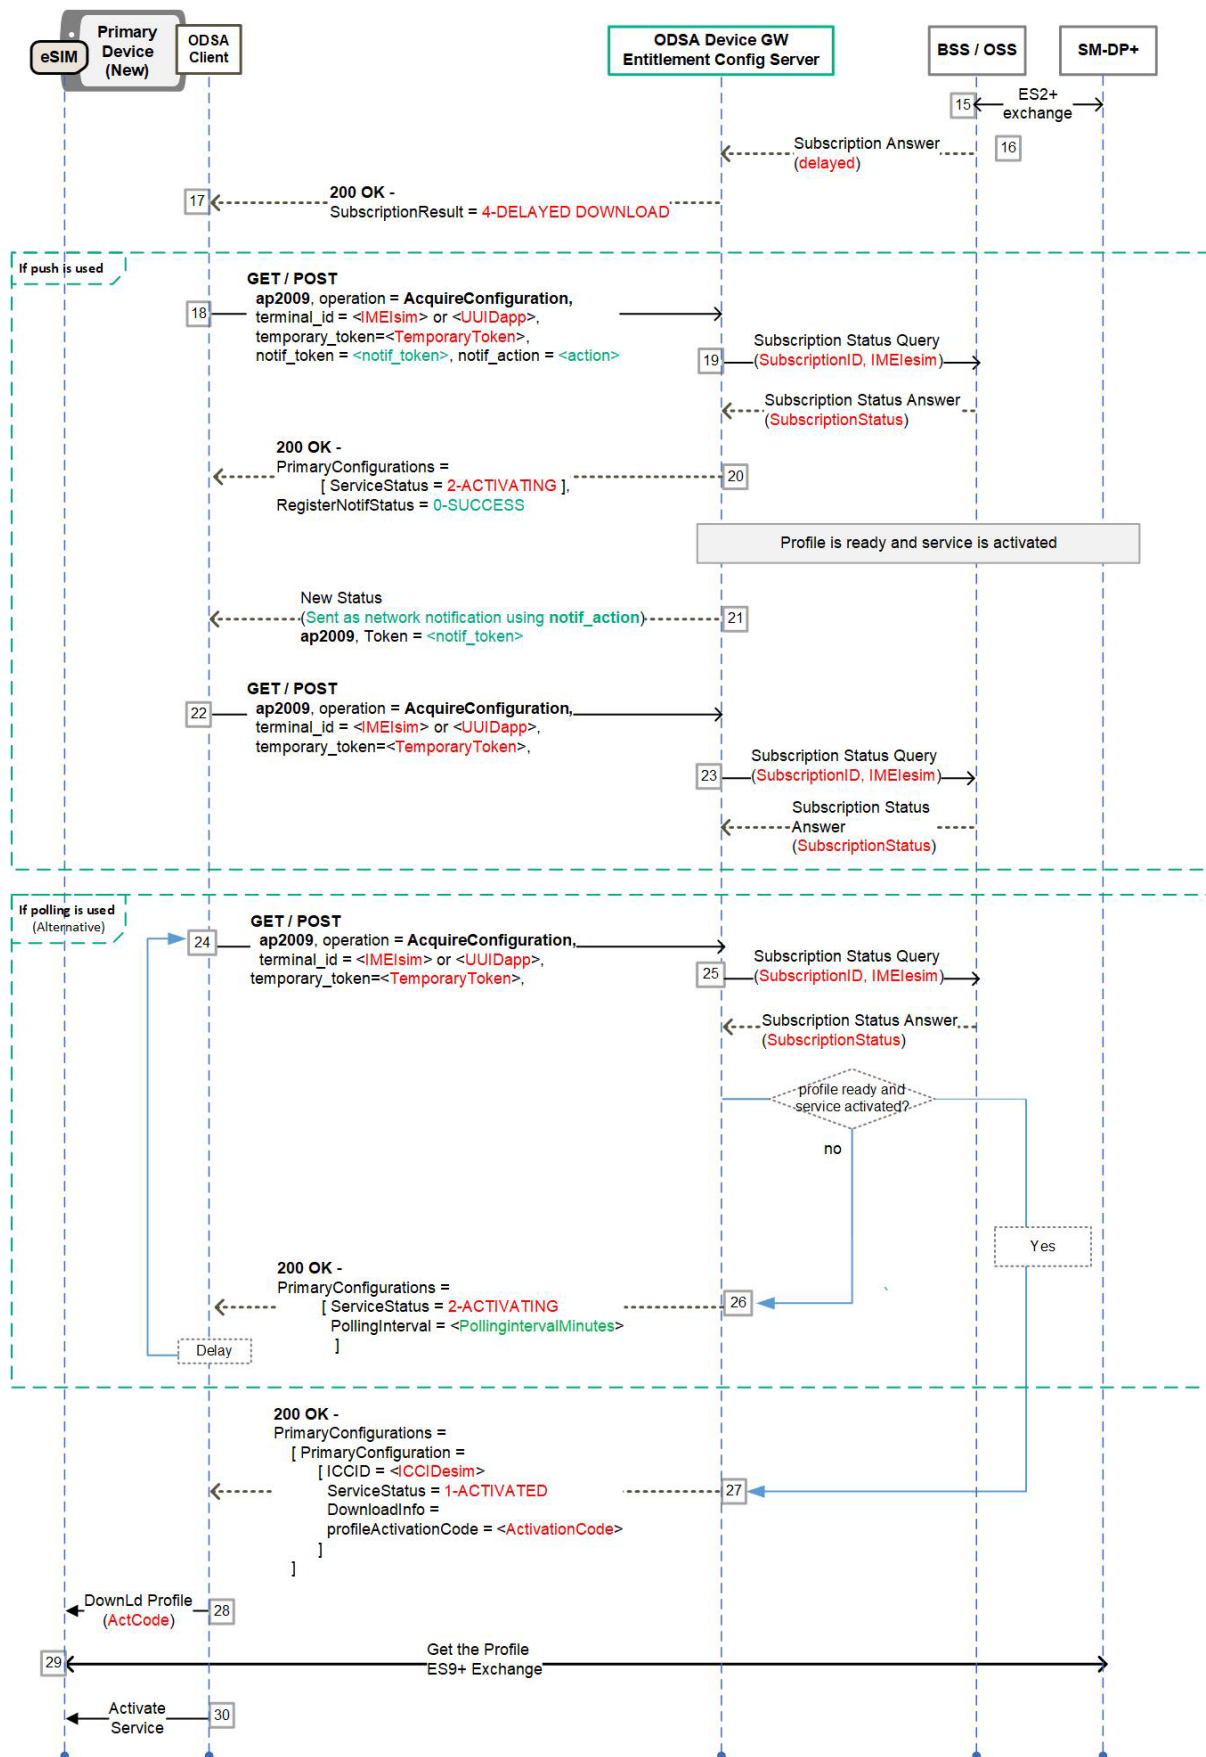 Primary
Device
(New)
eSIM
ODSA
Client
ODSA Device GW
Entitlement Config Server
BSS / OSS
SM-DP+
15
ES2+
exchange
Subscription Answer
(delayed)
16
17
200 OK -
SubscriptionResult = 4-DELAYED DOWNLOAD
If push is used
GET / POST
18
ap2009, operation = AcquireConfiguration,
terminal_id = <IMEIsim> or <UUIDapp>,
temporary_token=<TemporaryToken>,
notif_token = <notif_token>, notif_action = <action>
19
Subscription Status Query
(SubscriptionID, IMEIesim)
Subscription Status Answer
(SubscriptionStatus)
200 OK -
PrimaryConfigurations =
[ ServiceStatus = 2-ACTIVATING ],
RegisterNotifStatus = 0-SUCCESS
20
Profile is ready and service is activated
New Status
(Sent as network notification using notif_action)
ap2009, Token = <notif_token>
21
GET / POST
22
ap2009, operation = AcquireConfiguration,
terminal_id = <IMEIsim> or <UUIDapp>,
temporary_token=<TemporaryToken>,
23
Subscription Status Query
(SubscriptionID, IMEIesim)
Subscription Status
Answer
(SubscriptionStatus)
If polling is used
(Alternative)
GET / POST
24
ap2009, operation = AcquireConfiguration,
terminal_id = <IMEIsim> or <UUIDapp>,
temporary_token=<TemporaryToken>,
25
Subscription Status Query
(SubscriptionID, IMEIesim)
Subscription Status Answer
(SubscriptionStatus)
profile ready and
service activated?
no
Yes
200 OK -
PrimaryConfigurations =
[ ServiceStatus = 2-ACTIVATING
PollingInterval = <PollingintervalMinutes>
]
26
Delay
200 OK -
PrimaryConfigurations =
[ PrimaryConfiguration =
[ ICCID = <ICCIDesim>
ServiceStatus = 1-ACTIVATED
DownloadInfo =
profileActivationCode = <ActivationCode>
]
]
27
DownLd Profile
(ActCode)
28
29
Get the Profile
ES9+ Exchange
Activate
Service
30